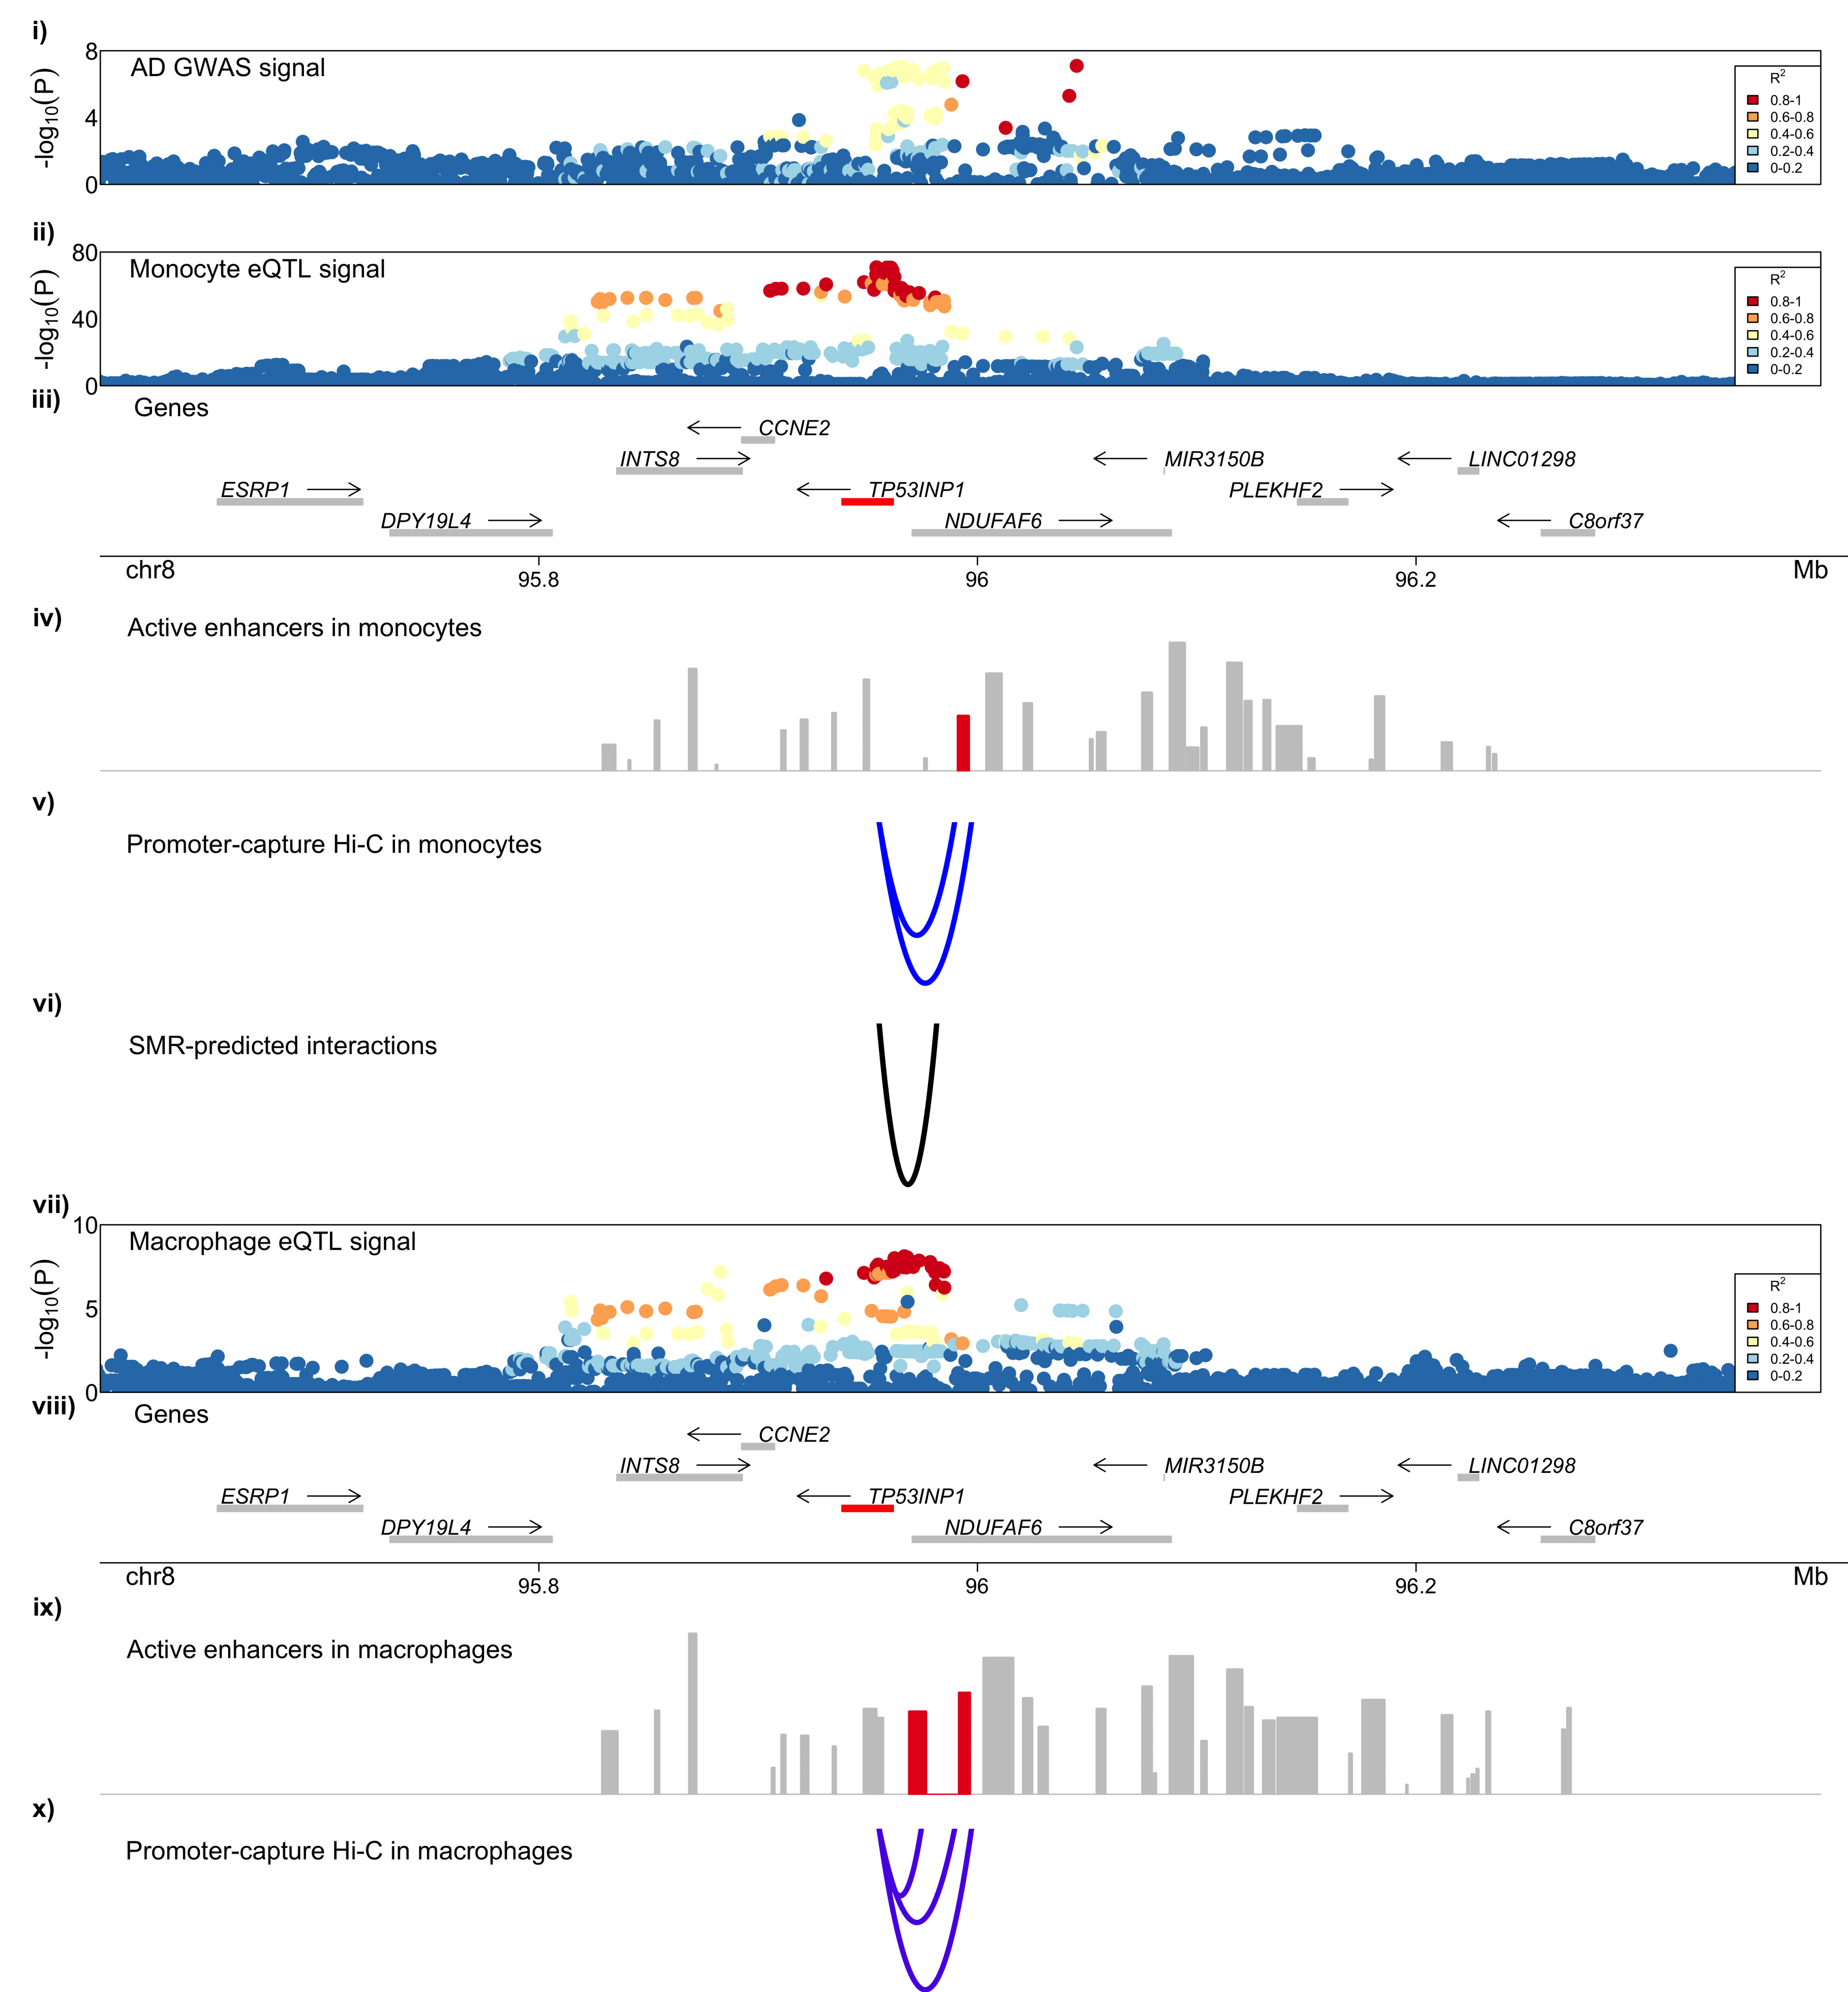 i)
AD GWAS signal
-log10(P)
8
4
0
R2
0.8-1
0.6-0.8
0.4-0.6
0.2-0.4
0-0.2
ii)
Monocyte eQTL signal
-log10(P)
80
40
0
R2
0.8-1
0.6-0.8
0.4-0.6
0.2-0.4
0-0.2
iii)
Genes
CCNE2
INTS8 MIR3150B LINC01298
ESRP1 TP53INP1 PLEKHF2
DPY19L4 NDUFAF6 C8orf37
chr8 95.8 96 96.2 Mb
iv)
Active enhancers in monocytes
v)
Promoter-capture Hi-C in monocytes
vi)
SMR-predicted interactions
vii)
Macrophage eQTL signal
-log10(P)
10
5
0
R2
0.8-1
0.6-0.8
0.4-0.6
0.2-0.4
0-0.2
viii)
Genes
CCNE2
INTS8 MIR3150B LINC01298
ESRP1 TP53INP1 PLEKHF2
DPY19L4 NDUFAF6 C8orf37
chr8 95.8 96 96.2 Mb
ix)
Active enhancers in macrophages
x)
Promoter-capture Hi-C in macrophages